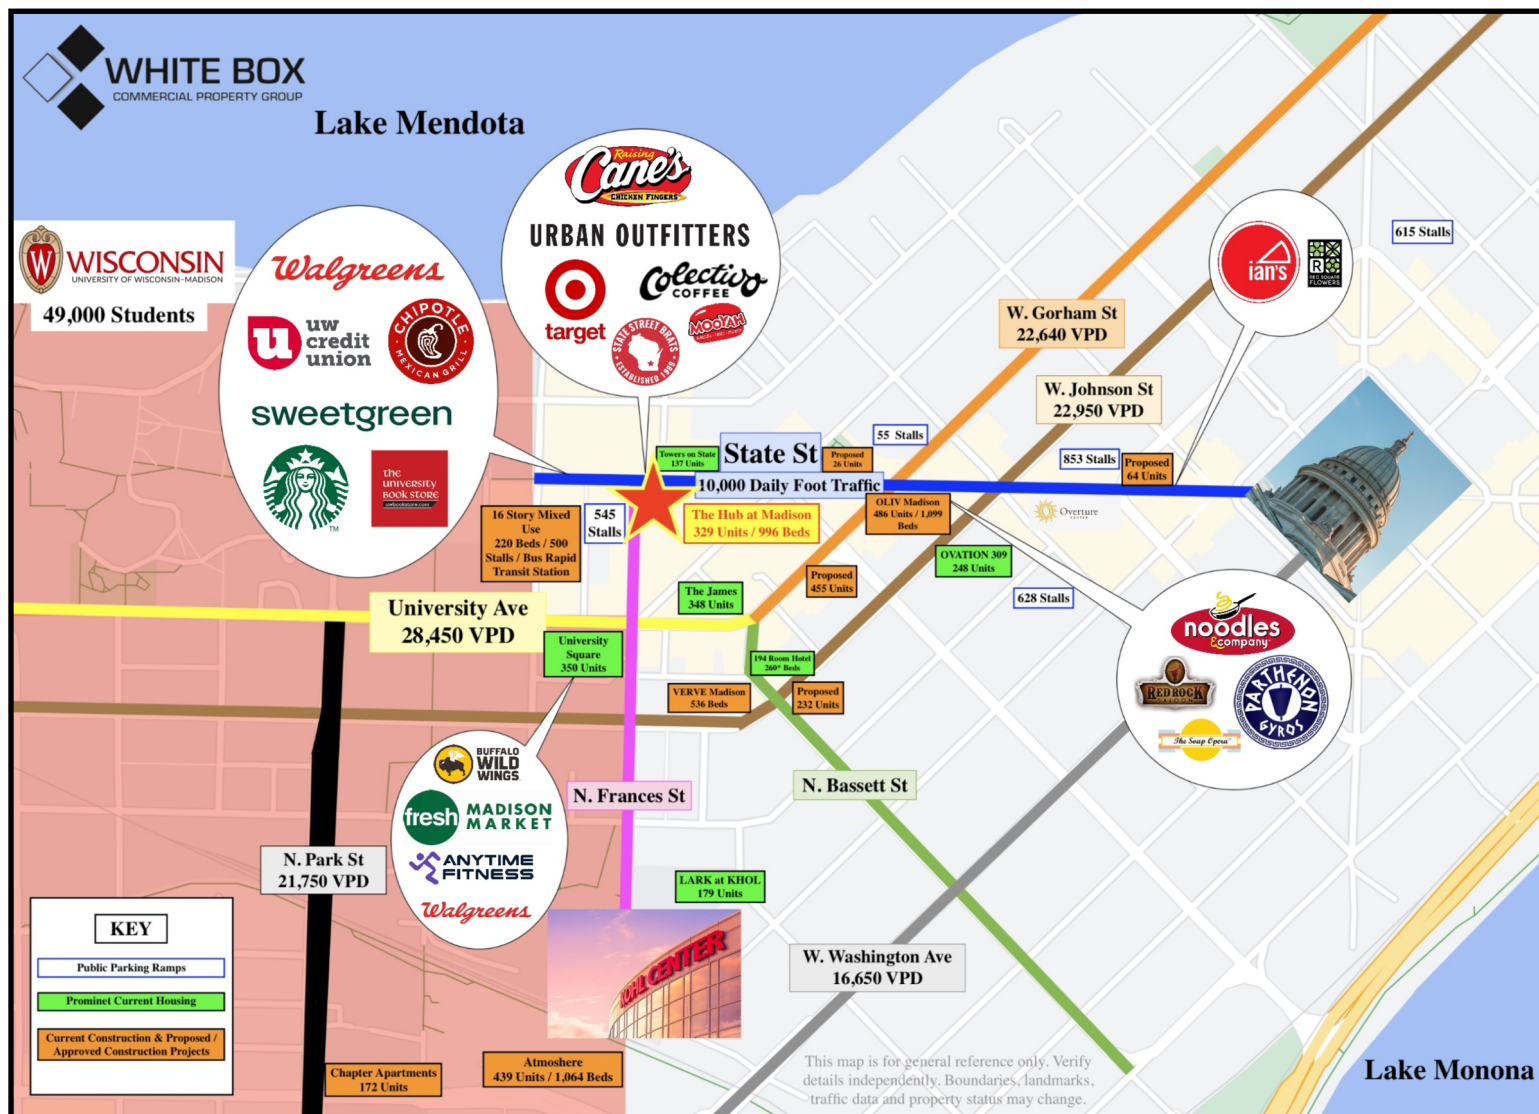 WHITE BOX
COMMERCIAL PROPERTY GROUP
Lake Mendota
W
WISCONSIN
UNIVERSITY OF WISCONSIN-MADISON
49,000 Students
Walgreens
u
uw
credit
union
CHIPOTLE
MEXICAN GRILL
sweetgreen
TM
the
university
book store
uwbookstore.com
Raising
Cane's
CHICKEN FINGERS
URBAN OUTFITTERS
target
Colectivo
COFFEE
STATE STREET BRATS
ESTABLISHED 1989
MOOYAH
ian's
R
RED SQUARE
FLOWERS
615 Stalls
W. Gorham St
22,640 VPD
W. Johnson St
22,950 VPD
Towers on State
137 Units
State St
Proposed
26 Units
55 Stalls
853 Stalls
Proposed
64 Units
10,000 Daily Foot Traffic
16 Story Mixed
Use
220 Beds / 500
Stalls / Bus Rapid
Transit Station
545
Stalls
The Hub at Madison
329 Units / 996 Beds
OLIV Madison
486 Units / 1,099
Beds
Overture
CENTER
OVATION 309
248 Units
628 Stalls
University Ave
28,450 VPD
The James
348 Units
Proposed
455 Units
University
Square
350 Units
194 Room Hotel
260* Beds
VERVE Madison
536 Beds
Proposed
232 Units
noodles
&company
RED ROCK
SALOON
PARTHENON
GYROS
The Soap Opera
BUFFALO
WILD
WINGS
fresh
MADISON
MARKET
ANYTIME
FITNESS
Walgreens
N. Frances St
N. Bassett St
N. Park St
21,750 VPD
LARK at KHOL
179 Units
KOHL CENTER
W. Washington Ave
16,650 VPD
KEY
Public Parking Ramps
Prominet Current Housing
Current Construction & Proposed /
Approved Construction Projects
Chapter Apartments
172 Units
Atmoshere
439 Units / 1,064 Beds
This map is for general reference only. Verify
details independently. Boundaries, landmarks,
traffic data and property status may change.
Lake Monona